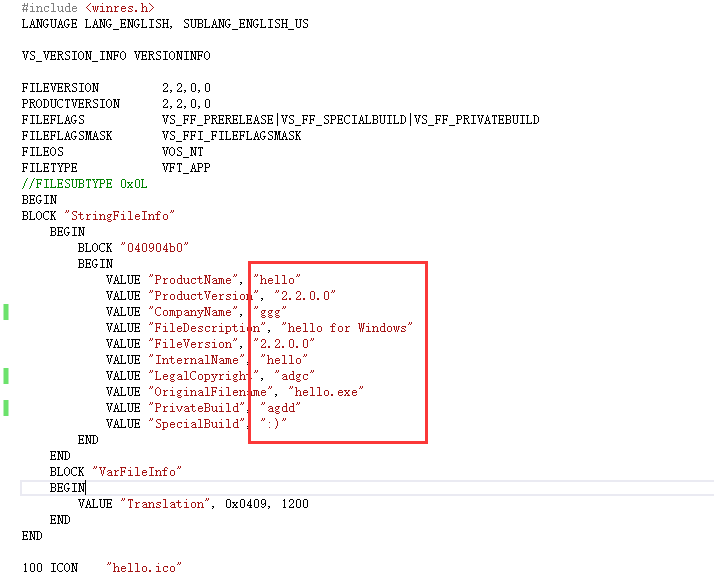 #include <winres.h>
LANGUAGE LANG_ENGLISH, SUBLANG_ENGLISH_US
VS_VERSION_INFO VERSIONINFO
FILEVERSION 2,2,0,0
PRODUCTVERSION 2,2,0,0
FILEFLAGS VS_FF_PRERELEASE|VS_FF_SPECIALBUILD|VS_FF_PRIVATEBUILD
FILEFLAGSMASK VS_FFI_FILEFLAGSMASK
FILEOS VOS_NT
FILETYPE VFT_APP
//FILESUBTYPE 0x0L
BEGIN
BLOCK "StringFileInfo"
BEGIN
BLOCK "040904b0"
BEGIN
VALUE "ProductName", "hello"
VALUE "ProductVersion", "2.2.0.0"
VALUE "CompanyName", "ggg"
VALUE "FileDescription", "hello for Windows"
VALUE "FileVersion", "2.2.0.0"
VALUE "InternalName", "hello"
VALUE "LegalCopyright", "adgc"
VALUE "OriginalFilename", "hello.exe"
VALUE "PrivateBuild", "agdd"
VALUE "SpecialBuild", ":)"
END
END
BLOCK "VarFileInfo"
BEGIN
VALUE "Translation", 0x0409, 1200
END
END
100 ICON "hello.ico"